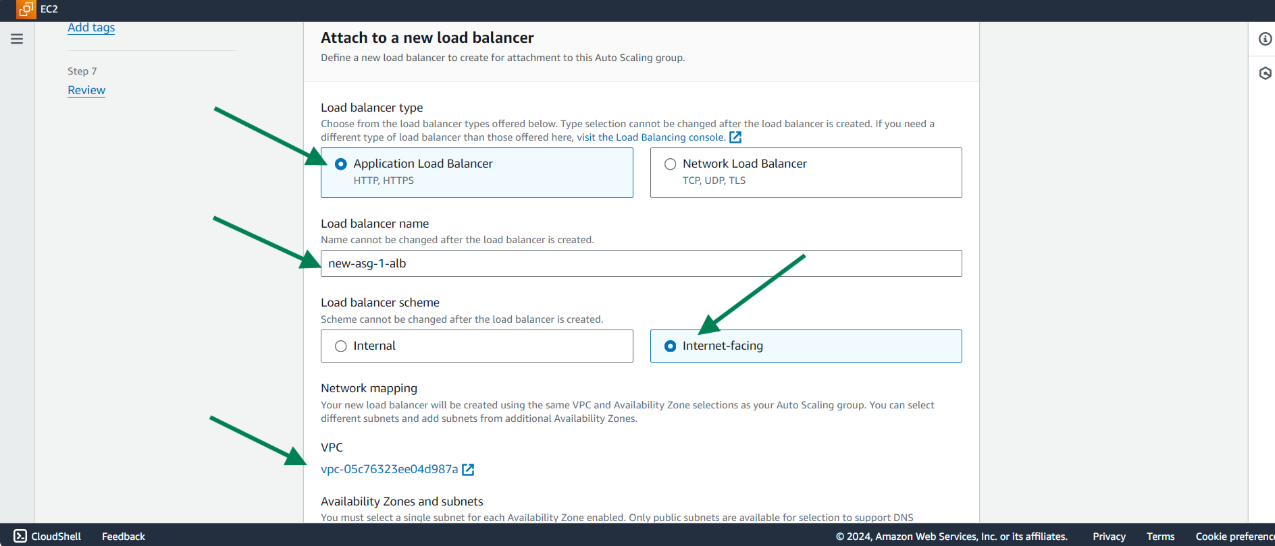 EC2
Add tags
Step 7
Review
Attach to a new load balancer
Define a new load balancer to create for attachment to this Auto Scaling group.
Load balancer type
Choose from the load balancer types offered below. Type selection cannot be changed after the load balancer is created. If you need a
different type of load balancer than those offered here, visit the Load Balancing console.
Application Load Balancer
HTTP, HTTPS
Network Load Balancer
TCP, UDP, TLS
Load balancer name
Name cannot be changed after the load balancer is created.
new-asg-1-alb
Load balancer scheme
Scheme cannot be changed after the load balancer is created.
Internal
Internet-facing
Network mapping
Your new load balancer will be created using the same VPC and Availability Zone selections as your Auto Scaling group. You can select
different subnets and add subnets from additional Availability Zones.
VPC
vpc-05c76323ee04d987a
Availability Zones and subnets
You must select a single subnet for each Availability Zone enabled. Only public subnets are available for selection to support DNS
CloudShell
Feedback
© 2024, Amazon Web Services, Inc. or its affiliates.
Privacy
Terms
Cookie preference